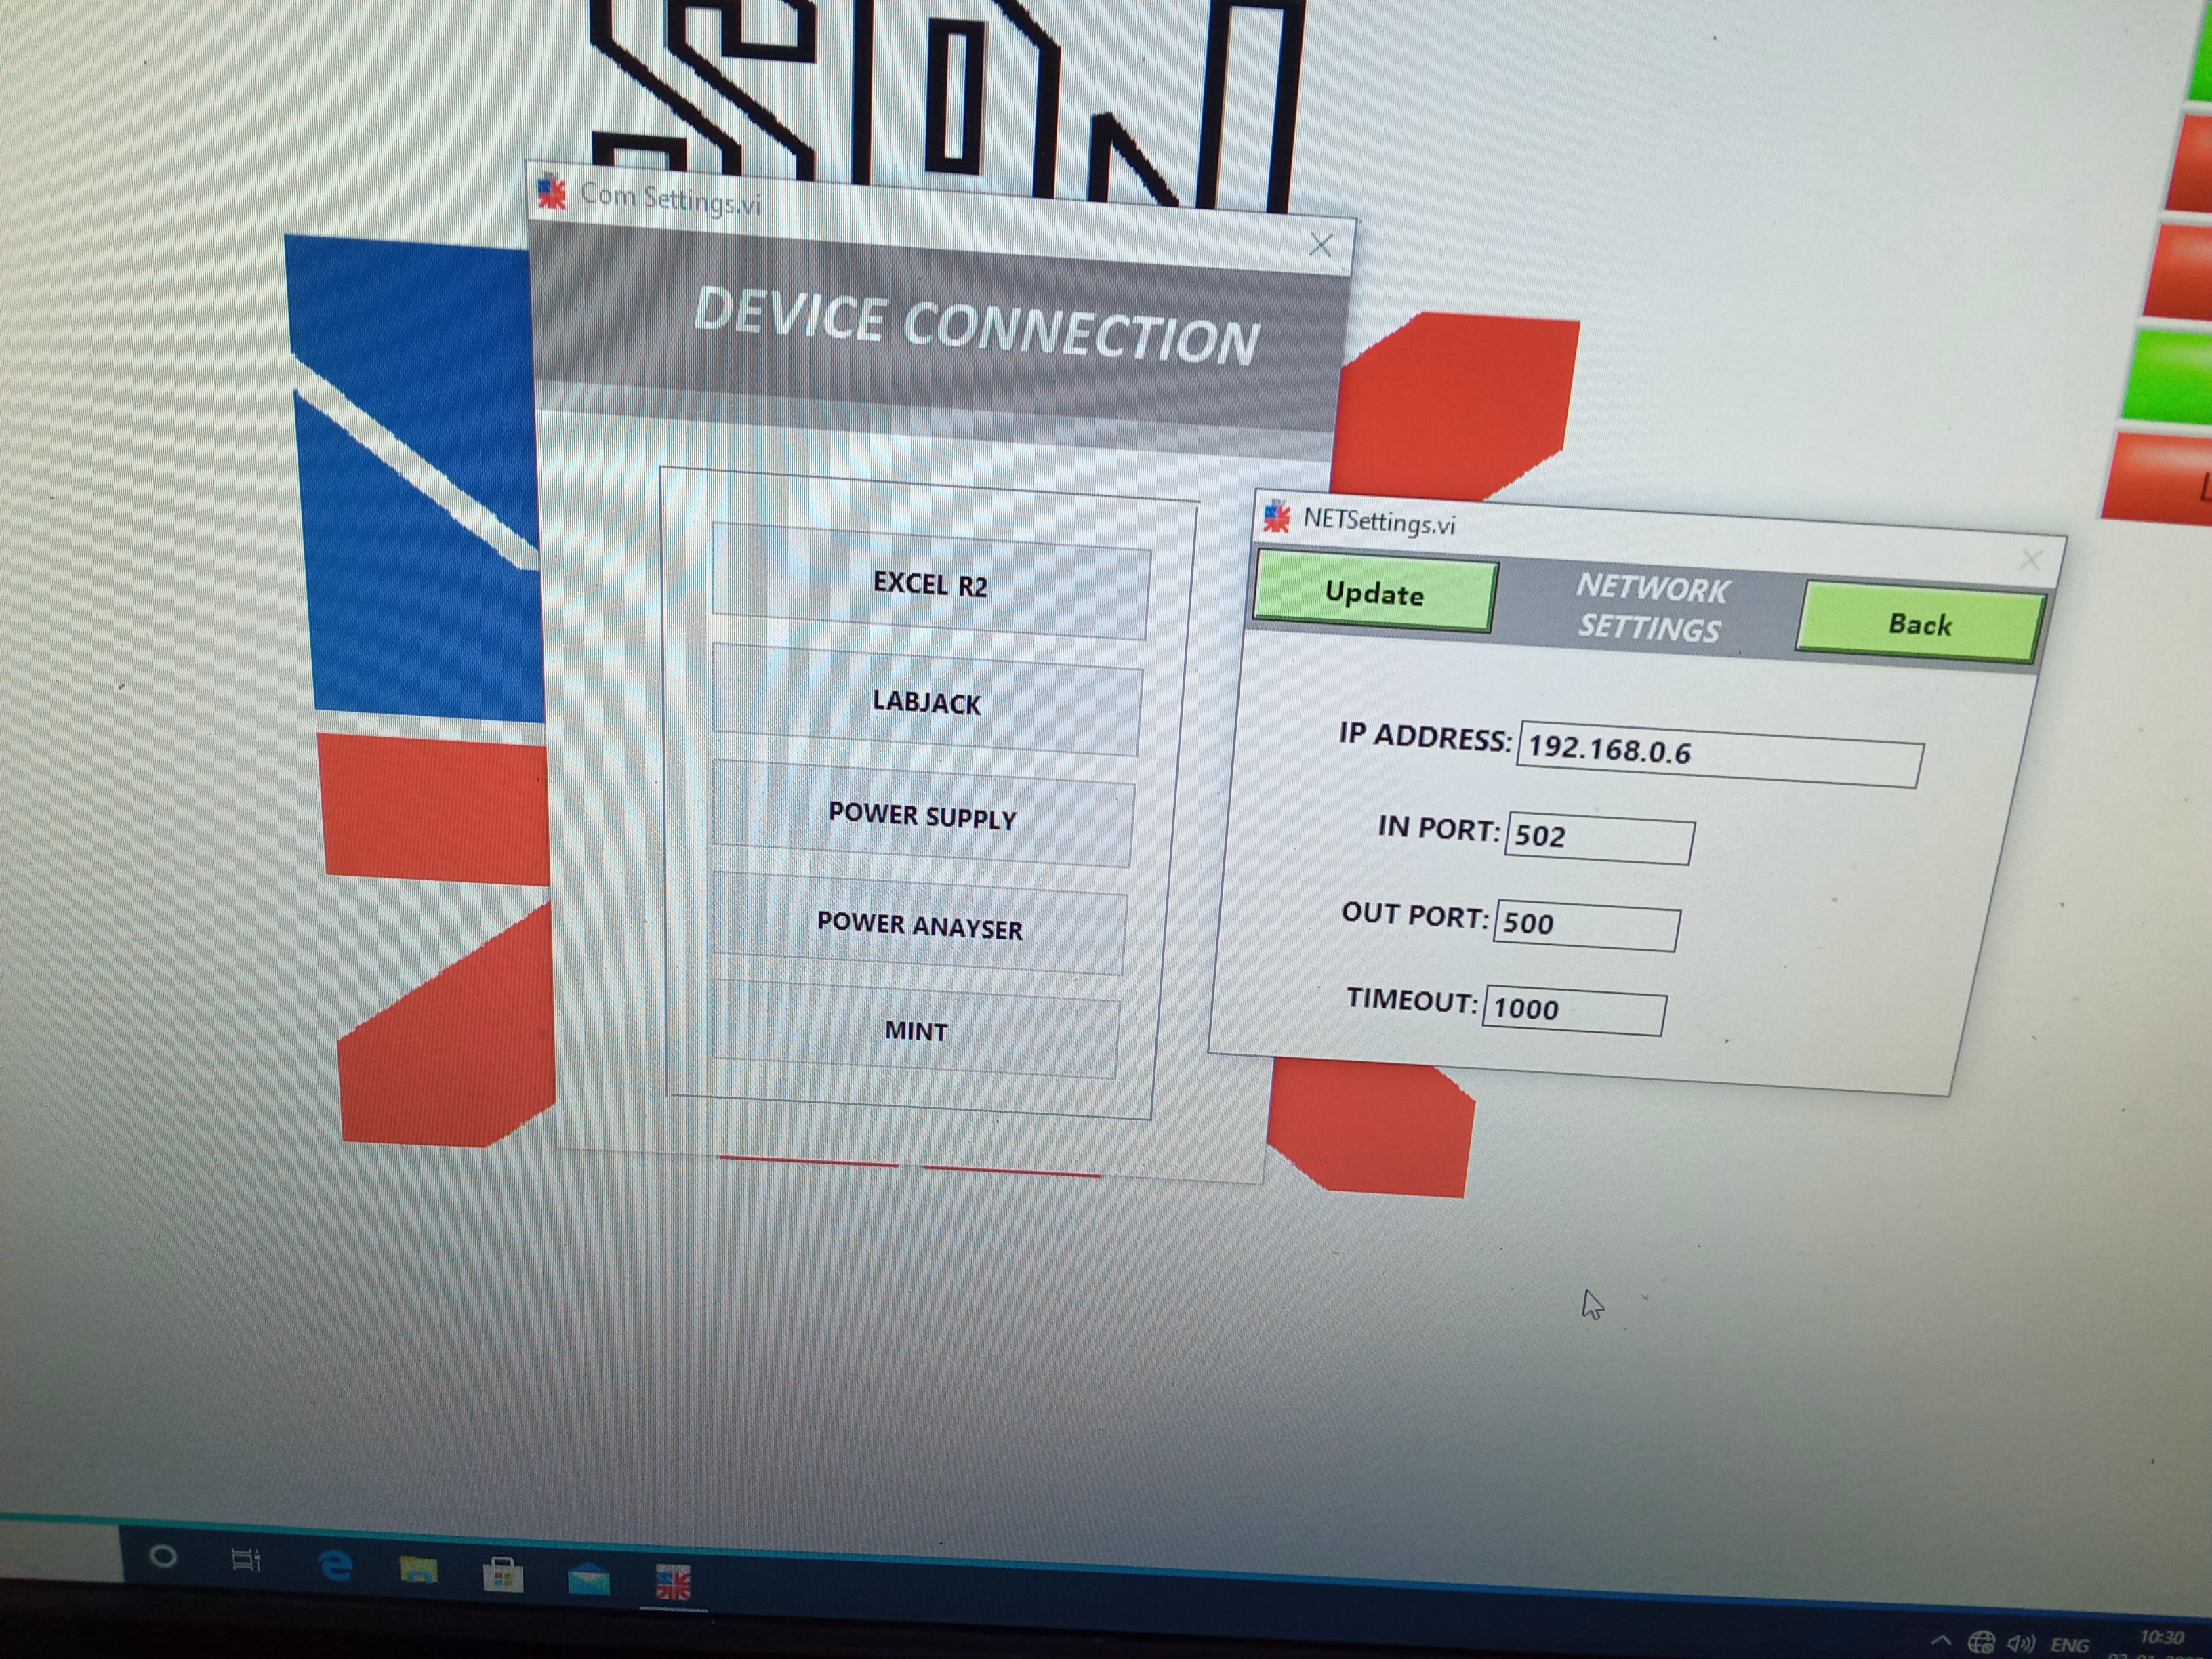 SDN
Com Settings.vi
DEVICE CONNECTION
EXCEL R2
LABJACK
POWER SUPPLY
POWER ANAYSER
MINT
NETSettings.vi
Update
NETWORK
SETTINGS
Back
IP ADDRESS: 192.168.0.6
IN PORT: 502
OUT PORT: 500
TIMEOUT: 1000
ENG
10:30